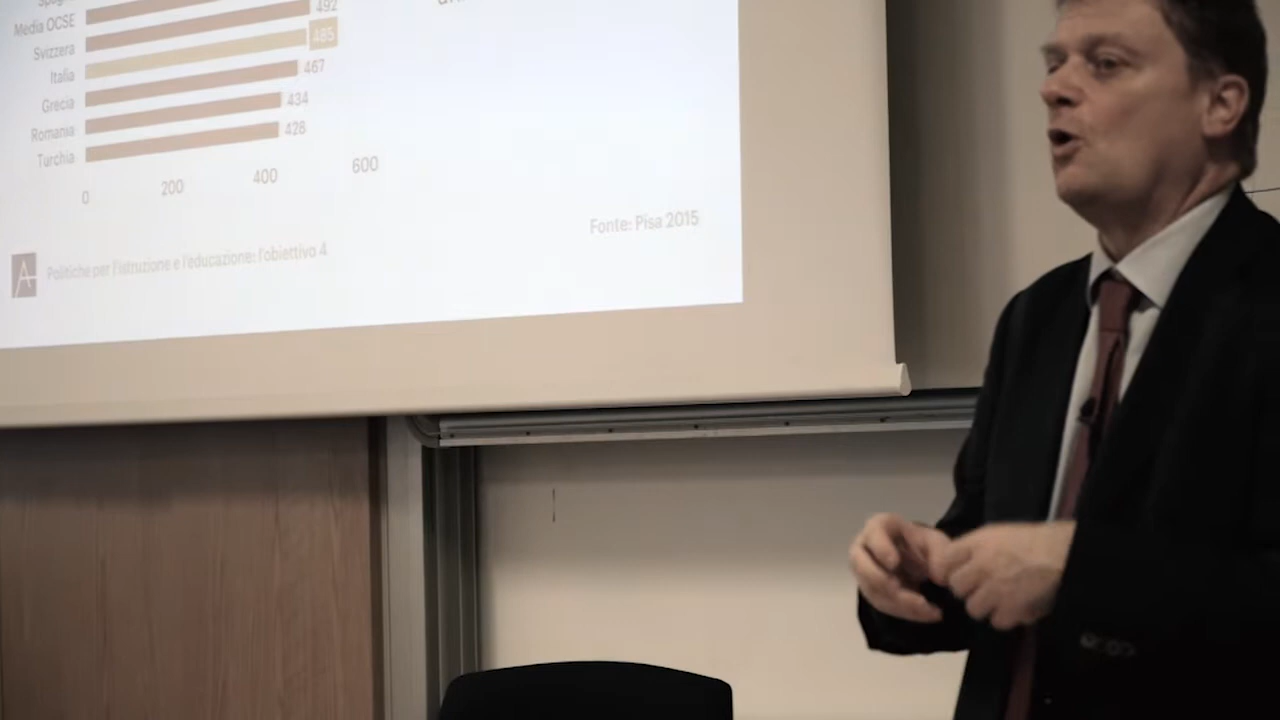 Media OCSE
Svizzera 492
Italia 485
Grecia 467
Romania 434
Turchia 428
0 200 400 600
Fonte: Pisa 2015
A
Politiche per l'istruzione e l'educazione: l'obiettivo 4